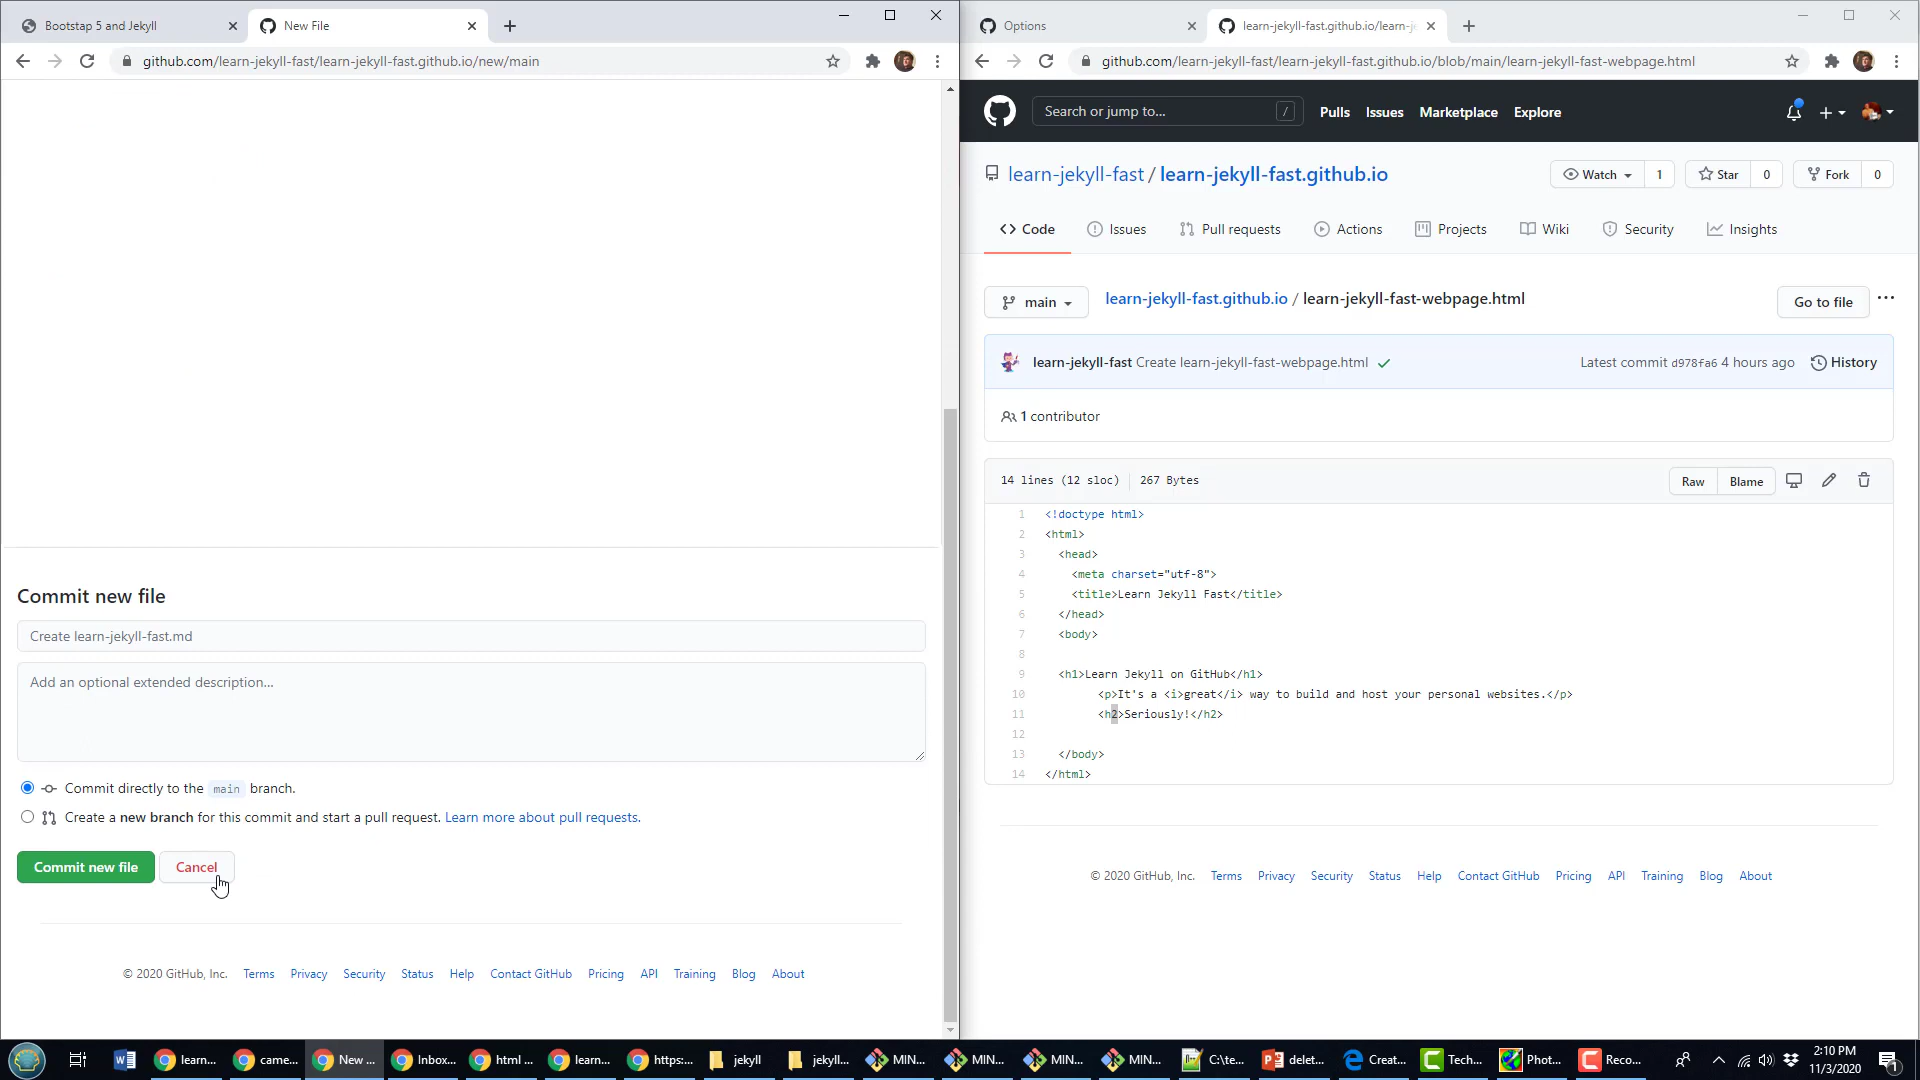 Bootstap 5 and Jekyll
New File
github.com/learn-jekyll-fast/learn-jekyll-fast.github.io/new/main
Commit new file
Create learn-jekyll-fast.md
Add an optional extended description...
Commit directly to the main branch.
Create a new branch for this commit and start a pull request. Learn more about pull requests.
Commit new file
Cancel
© 2020 GitHub, Inc. Terms Privacy Security Status Help Contact GitHub Pricing API Training Blog About
Options
learn-jekyll-fast.github.io/learn-je
github.com/learn-jekyll-fast/learn-jekyll-fast.github.io/blob/main/learn-jekyll-fast-webpage.html
Search or jump to... / Pulls Issues Marketplace Explore
learn-jekyll-fast / learn-jekyll-fast.github.io
Watch 1 Star 0 Fork 0
Code Issues Pull requests Actions Projects Wiki Security Insights
main learn-jekyll-fast.github.io / learn-jekyll-fast-webpage.html Go to file ...
learn-jekyll-fast Create learn-jekyll-fast-webpage.html Latest commit d978fa6 4 hours ago History
1 contributor
14 lines (12 sloc) 267 Bytes Raw Blame
1 <!doctype html>
2 <html>
3 <head>
4 <meta charset="utf-8">
5 <title>Learn Jekyll Fast</title>
6 </head>
7 <body>
8
9 <h1>Learn Jekyll on GitHub</h1>
10 <p>It's a <i>great</i> way to build and host your personal websites.</p>
11 <h2>Seriously!</h2>
12
13 </body>
14 </html>
© 2020 GitHub, Inc. Terms Privacy Security Status Help Contact GitHub Pricing API Training Blog About
learn... came... New ... Inbox... html ... learn... https:... jekyll jekyll... MIN... MIN... MIN... MIN... C:\te... delet... Creat... Tech... Phot... Reco...
2:10 PM
11/3/2020
1